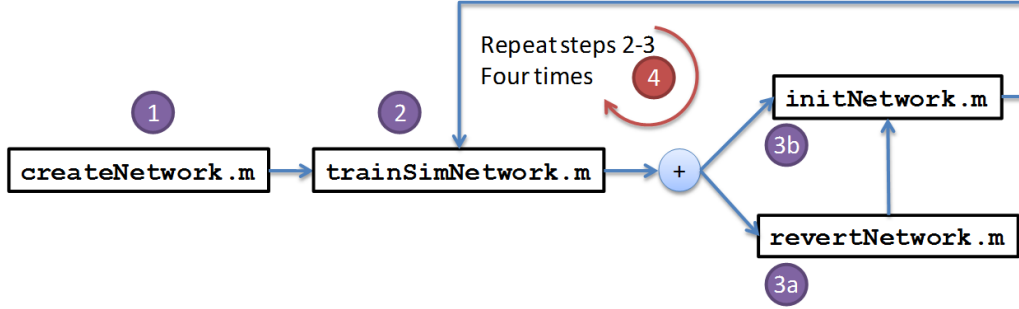 Repeat steps 2-3
Four times
4
1
2
initNetwork.m
3b
createNetwork.m
trainSimNetwork.m
+
revertNetwork.m
3a